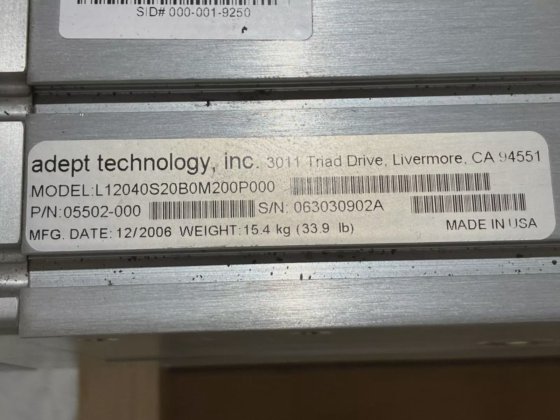 SID# 000-001-9250
adept technology, inc. 3011 Triad Drive, Livermore, CA 94551
MODEL:L12040S20B0M200P000
P/N:05502-000 S/N: 063030902A
MFG. DATE: 12/2006 WEIGHT:15.4 kg (33.9 lb) MADE IN USA